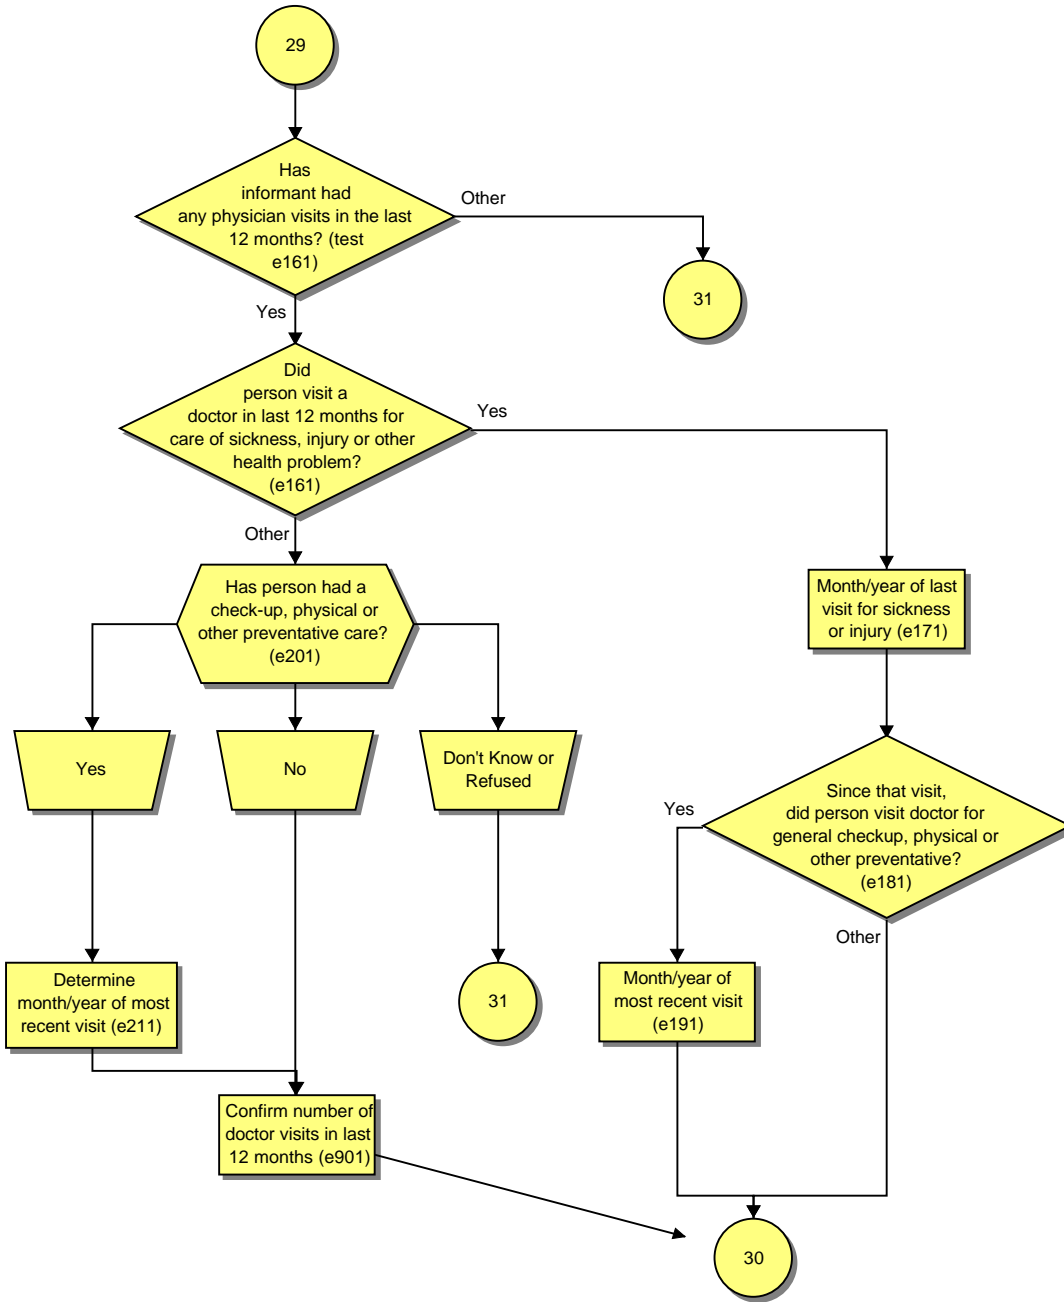 29
Has
informant had
any physician visits in the last
12 months? (test
e161)
Other
31
Yes
Did
person visit a
doctor in last 12 months for
care of sickness, injury or other
health problem?
(e161)
Yes
Other
Has person had a
check-up, physical or
other preventative care?
(e201)
Month/year of last
visit for sickness
or injury (e171)
Yes
No
Don't Know or
Refused
Since that visit,
did person visit doctor for
general checkup, physical or
other preventative?
(e181)
Yes
Other
Determine
month/year of most
recent visit (e211)
31
Month/year of
most recent visit
(e191)
Confirm number of
doctor visits in last
12 months (e901)
30